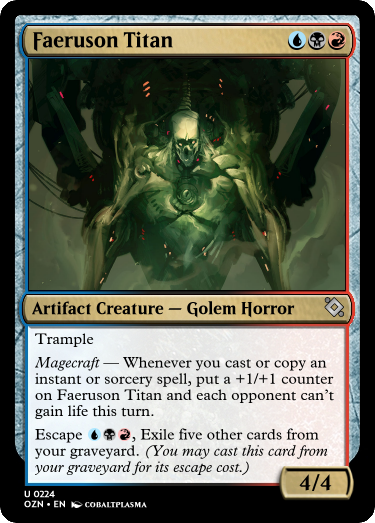 Faeruson Titan
Artifact Creature — Golem Horror
Trample
Magecraft — Whenever you cast or copy an
instant or sorcery spell, put a +1/+1 counter
on Faeruson Titan and each opponent can't
gain life this turn.
Escape , Exile five other cards from
your graveyard. (You may cast this card from
your graveyard for its escape cost.)
4/4
U 0224
OZN • EN COBALTPLASMA